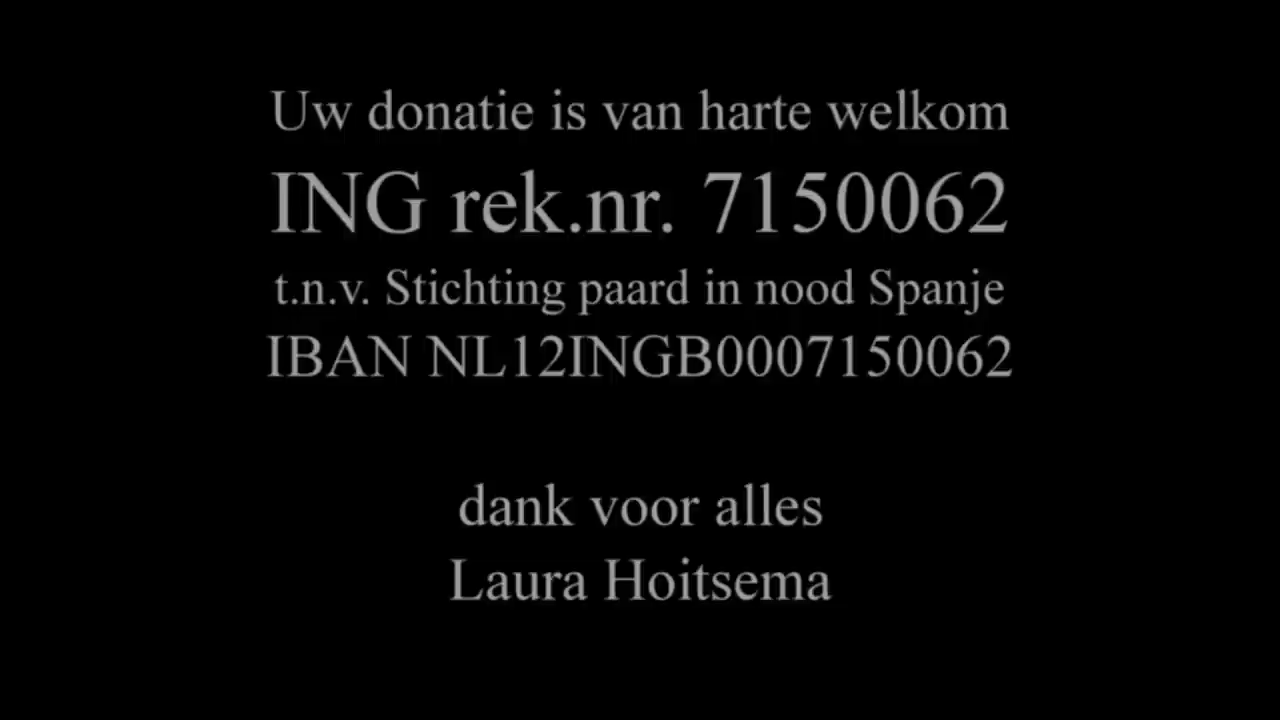 Uw donatie is van harte welkom
ING rek.nr. 7150062
t.n.v. Stichting paard in nood Spanje
IBAN NL12INGB0007150062
dank voor alles
Laura Hoitsema